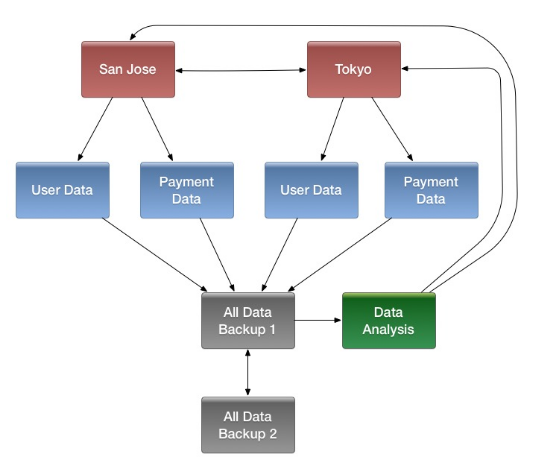 San Jose
Tokyo
User Data
Payment
Data
User Data
Payment
Data
All Data
Backup 1
Data
Analysis
All Data
Backup 2